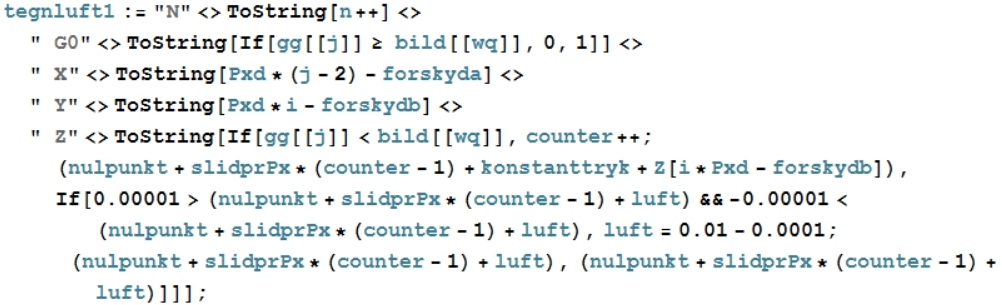 tegnluft1 := "N" <> ToString[n++] <>
" G0" <> ToString[If[gg[[j]] ≥ bild[[wq]], 0, 1]] <>
" X" <> ToString[Pxd * (j - 2) - forskyda] <>
" Y" <> ToString[Pxd * i - forskydb] <>
" Z" <> ToString[If[gg[[j]] < bild[[wq]], counter++;
(nulpunkt + slidprPx * (counter - 1) + konstanttryk + Z[i * Pxd - forskydb]),
If[0.00001 > (nulpunkt + slidprPx * (counter - 1) + luft) && -0.00001 <
(nulpunkt + slidprPx * (counter - 1) + luft), luft = 0.01 - 0.0001;
(nulpunkt + slidprPx * (counter - 1) + luft), (nulpunkt + slidprPx * (counter - 1) +
luft)]]];